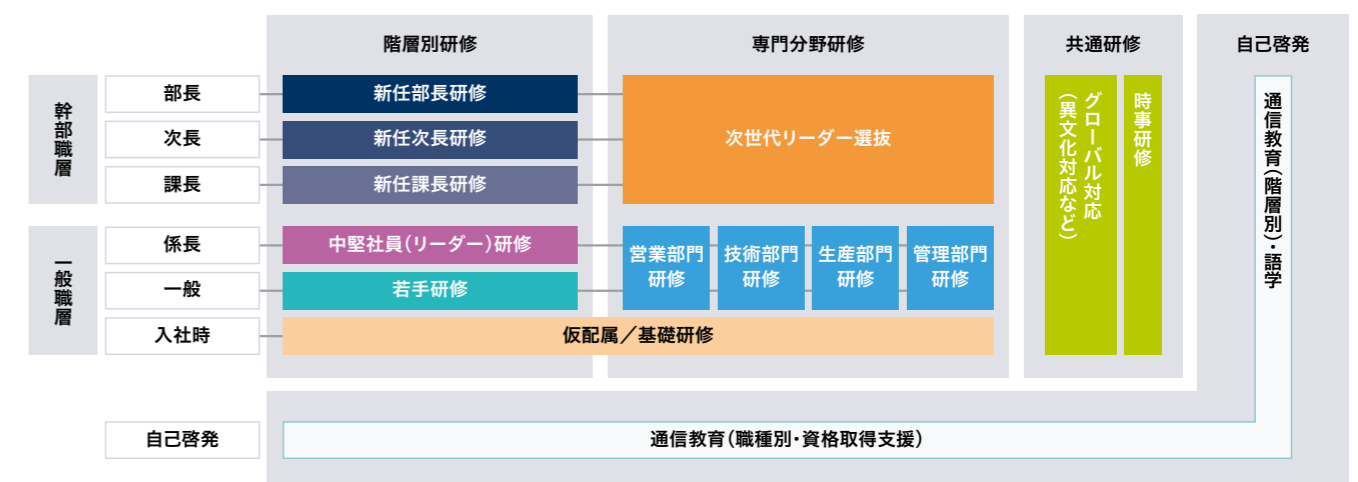 階層別研修
専門分野研修
共通研修
自己啓発
幹部職層
部長
新任部長研修
次長
新任次長研修
課長
新任課長研修
次世代リーダー選抜
グローバル対応
(異文化対応など)
時事研修
通信教育(階層別)・語学
一般職層
係長
中堅社員(リーダー)研修
一般
若手研修
営業部門
研修
技術部門
研修
生産部門
研修
管理部門
研修
入社時
仮配属／基礎研修
自己啓発
通信教育(職種別・資格取得支援)